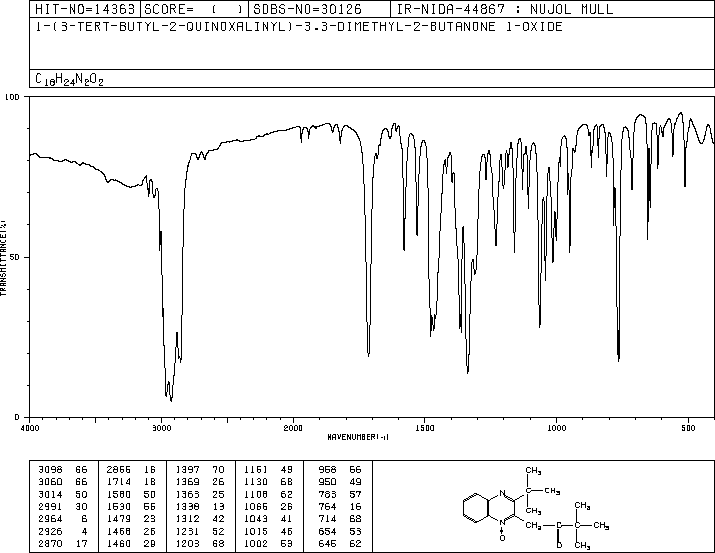 HIT-NO=14363 SCORE= ( ) SDBS-NO=30126 IR-NIDA-44867 : NUJOL MULL
1-(3-TERT-BUTYL-2-QUINOXALINYL)-3,3-DIMETHYL-2-BUTANONE 1-OXIDE
C18H24N2O2
100
50
0
TRANSMITTANCE(%)
4000 3000 2000 1500 1000 500
WAVENUMBER(-1)
3098 66 2866 16 1397 70 1161 49 958 66
3060 66 1714 18 1369 26 1130 68 950 49
3014 50 1580 50 1363 25 1108 62 783 57
2991 30 1530 55 1338 13 1066 26 764 16
2964 6 1479 23 1312 42 1043 41 714 68
2926 4 1468 26 1231 52 1015 46 654 53
2870 17 1460 29 1203 68 1002 53 646 62
CH3
N C CH3
CH3 CH3
N CH2 C C CH3
O O CH3